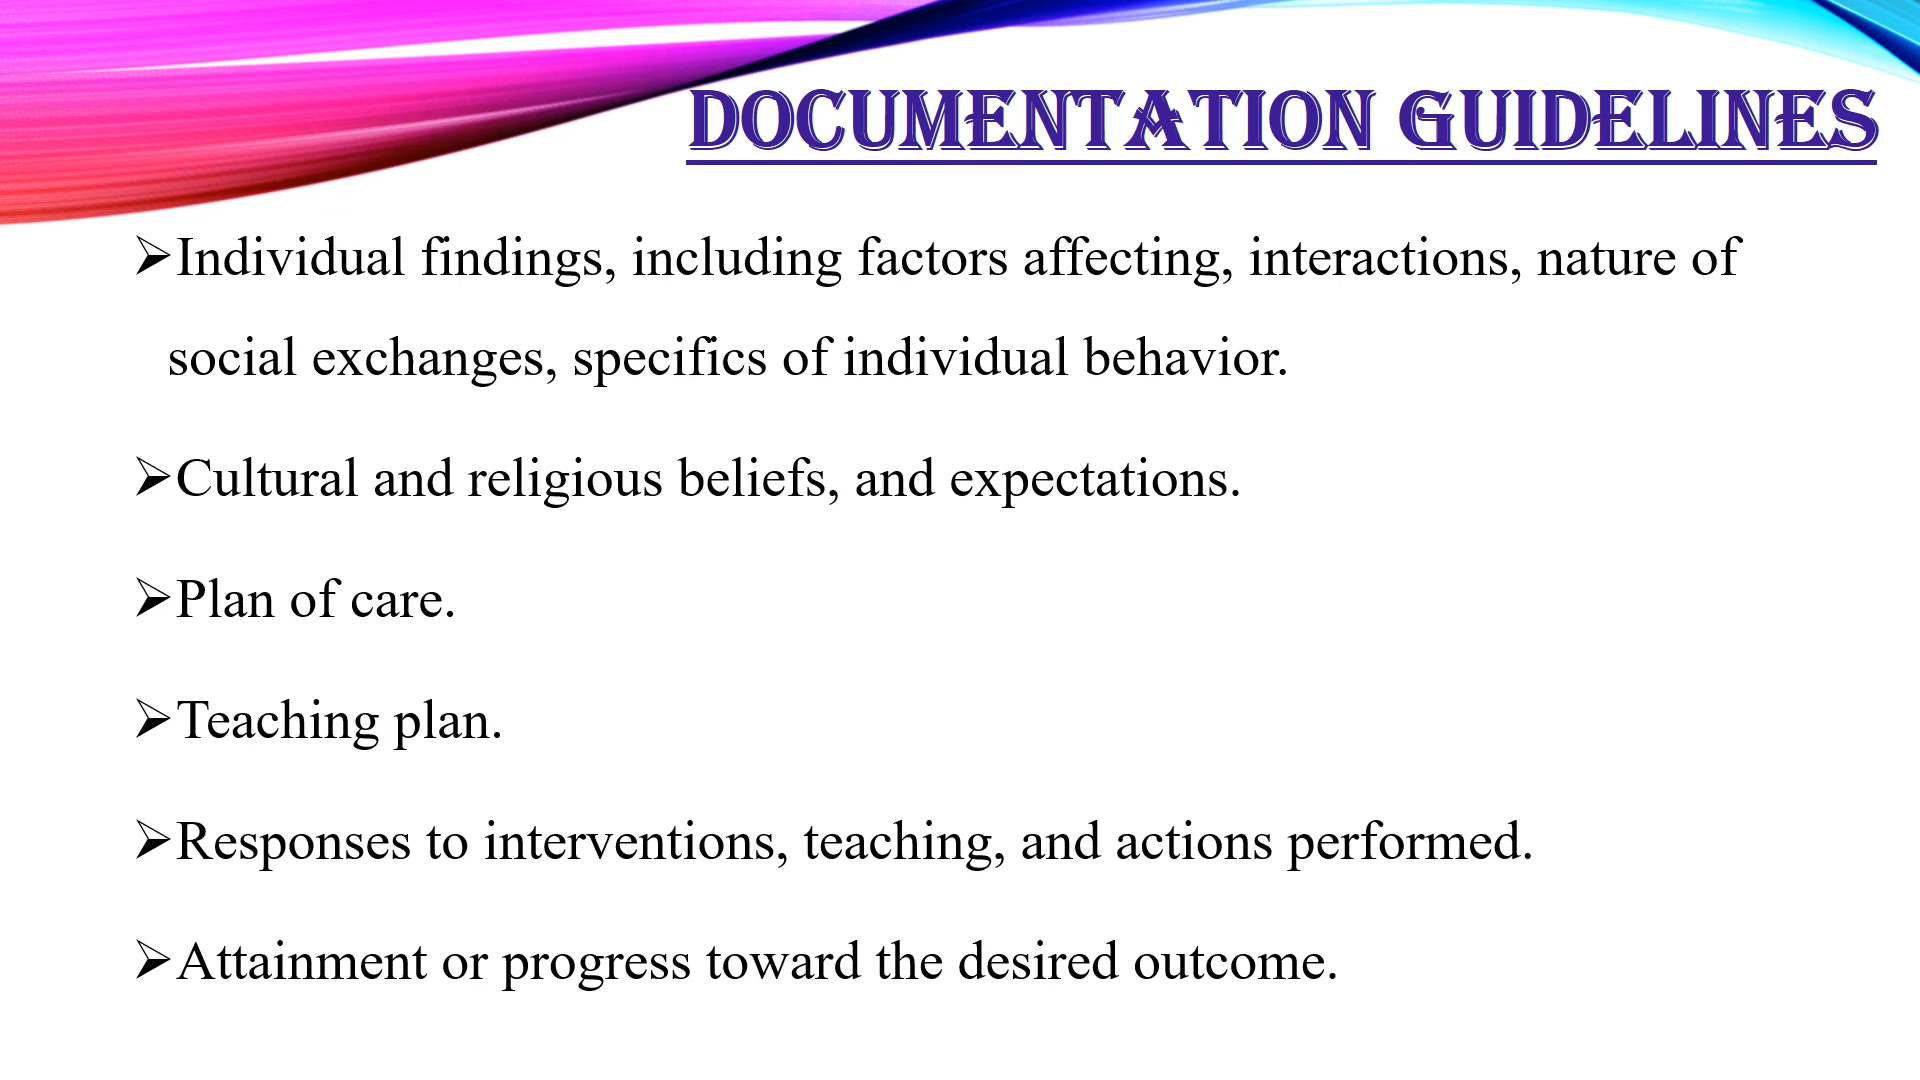 DOCUMENTATION GUIDELINES
➢Individual findings, including factors affecting, interactions, nature of
social exchanges, specifics of individual behavior.
➢Cultural and religious beliefs, and expectations.
➢Plan of care.
➢Teaching plan.
➢Responses to interventions, teaching, and actions performed.
➢Attainment or progress toward the desired outcome.